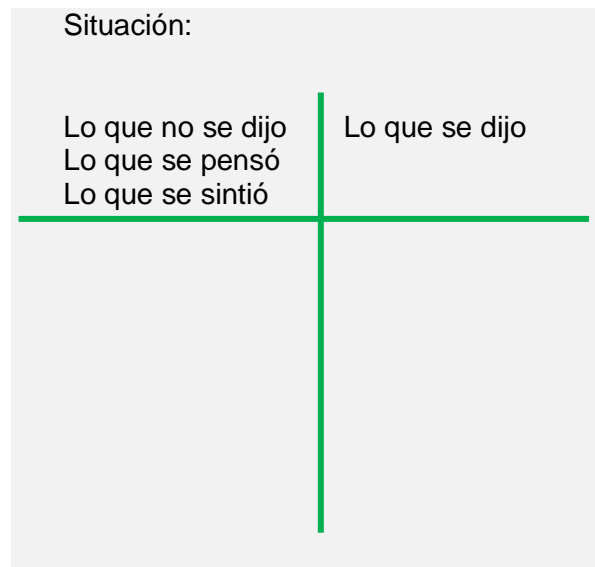 Situación:
Lo que no se dijo
Lo que se pensó
Lo que se sintió
Lo que se dijo